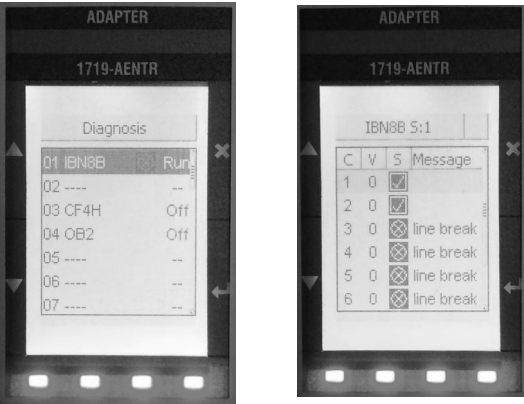 ADAPTER
1719-AENTR
Diagnosis
01 IBN8B Run
02 ---- --
03 CF4H Off
04 OB2 Off
05 ---- --
06 ---- --
07 ---- --
ADAPTER
1719-AENTR
IBN8B S:1
C V S Message
1 0
2 0
3 0 line break
4 0 line break
5 0 line break
6 0 line break